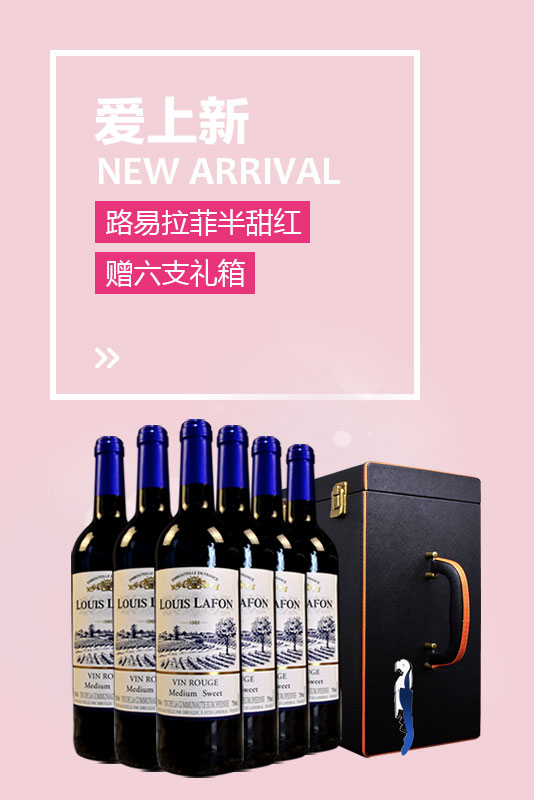 爱上新
NEW ARRIVAL
路易拉菲半甜红
赠六支礼箱
LOUIS LAFON
VIN ROUGE
Medium Sweet